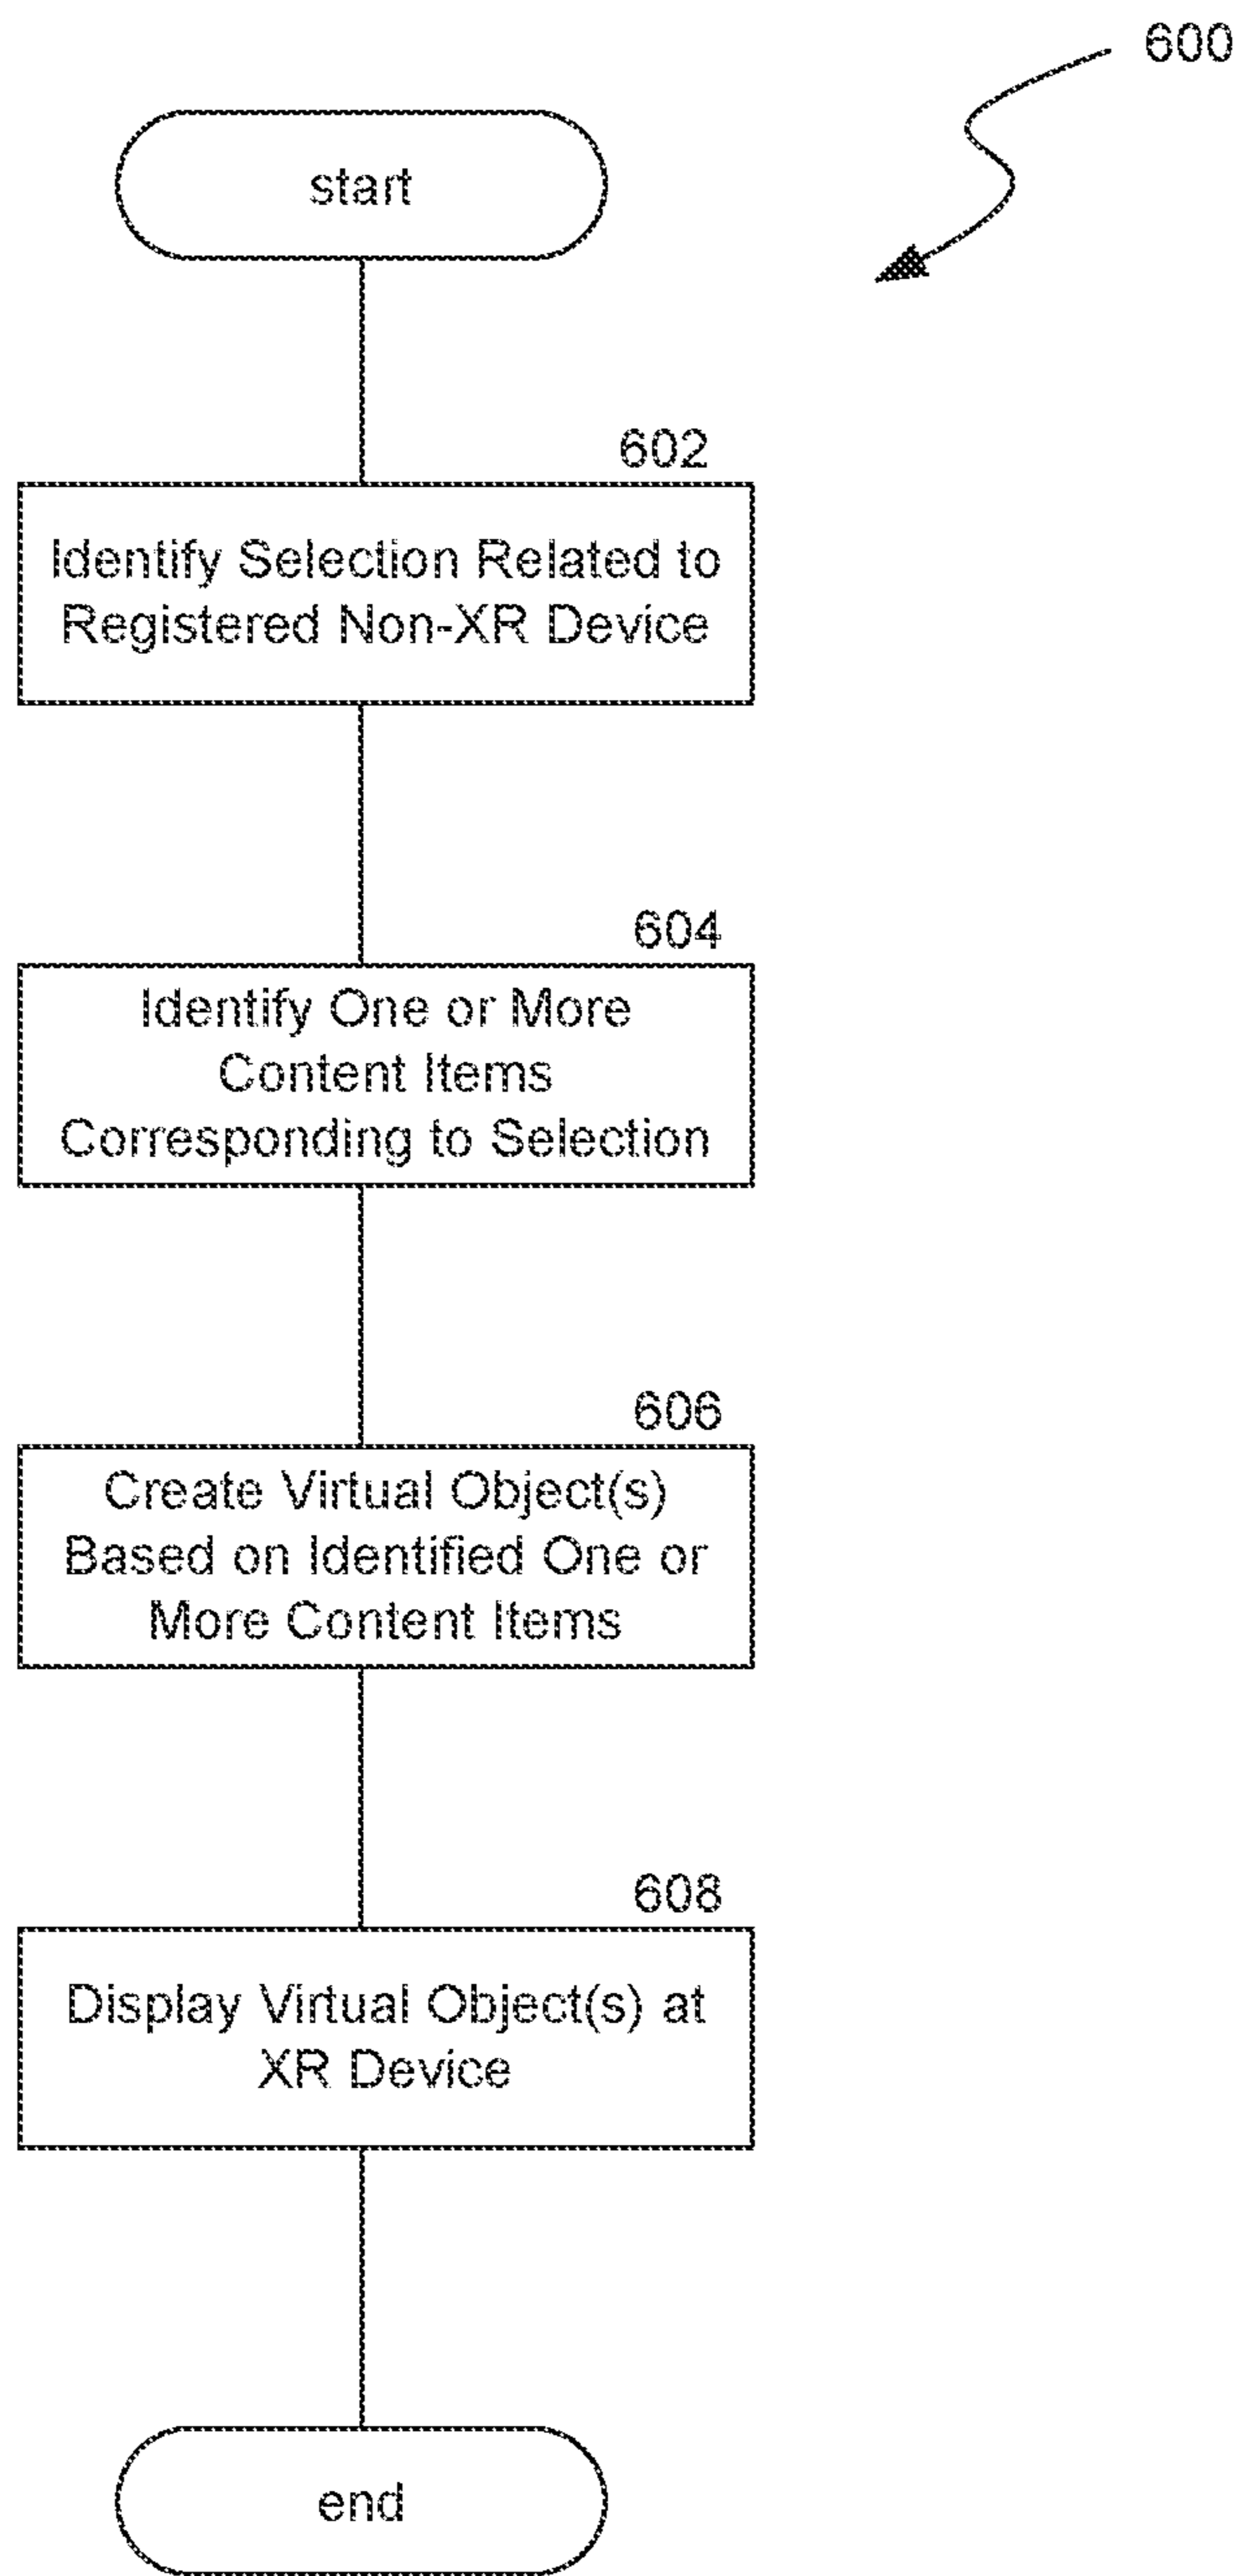 600
start
602
Identify Selection Related to
Registered Non-XR Device
604
Identify One or More
Content Items
Corresponding to Selection
606
Create Virtual Object(s)
Based on Identified One or
More Content Items
608
Display Virtual Object(s) at
XR Device
end